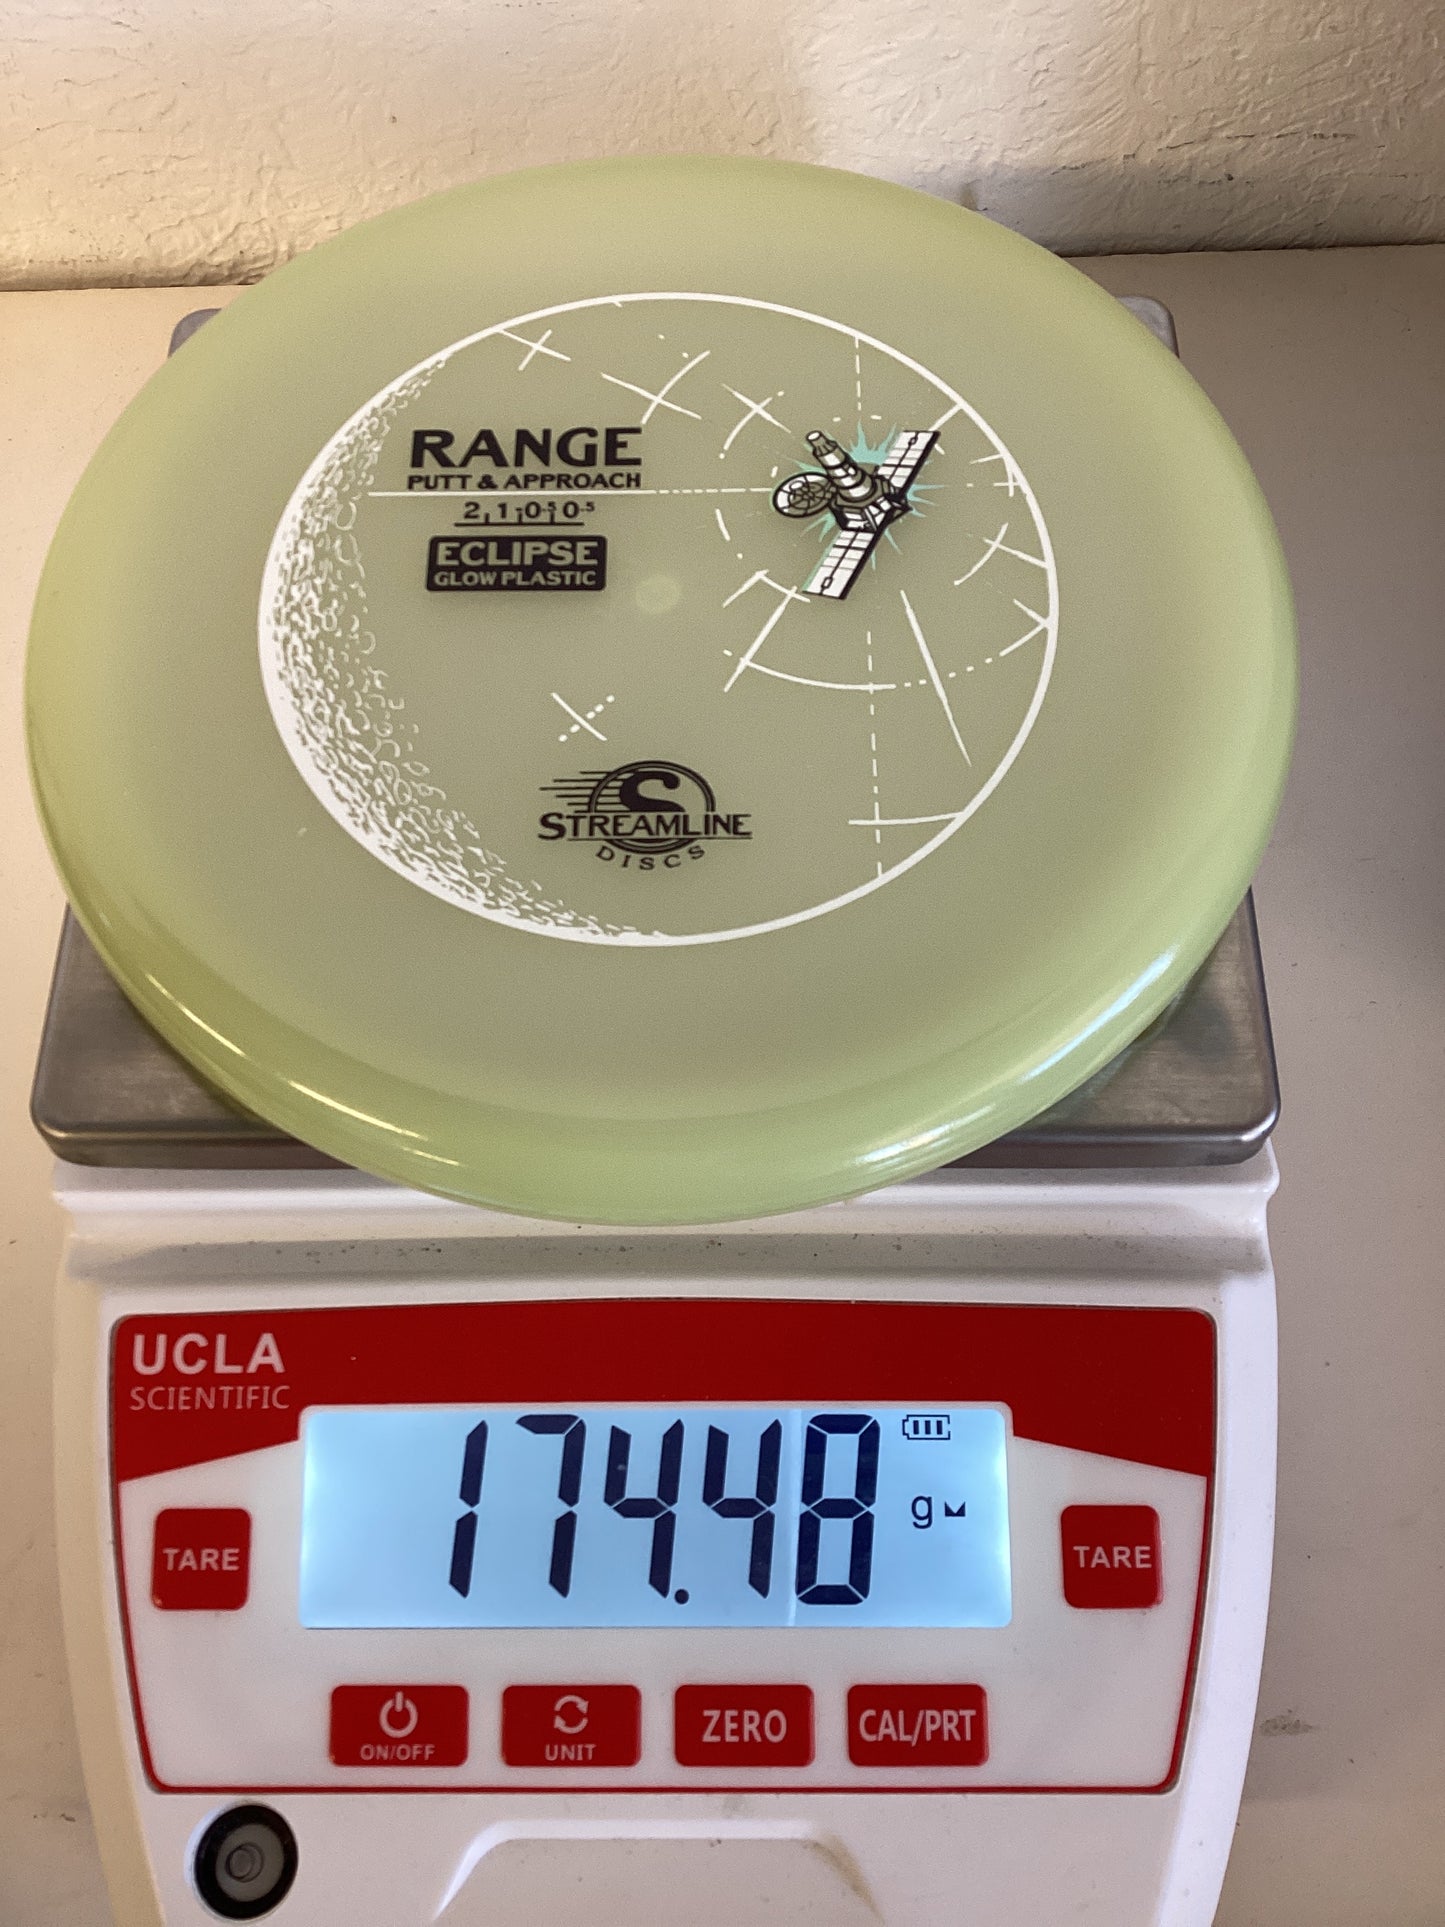 RANGE
PUTT & APPROACH
2 1 -0.5 0.5
ECLIPSE
GLOW PLASTIC
S
STREAMLINE
DISCS
UCLA
SCIENTIFIC
174.48 g
TARE
TARE
ON/OFF
UNIT
ZERO
CAL/PRT